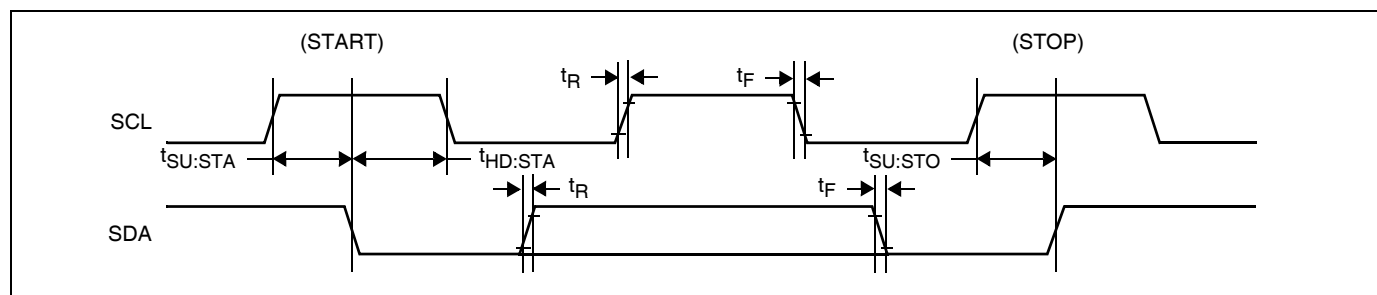 (START) (STOP)
tR tF
SCL
tSU:STA tHD:STA tSU:STO
tR tF
SDA